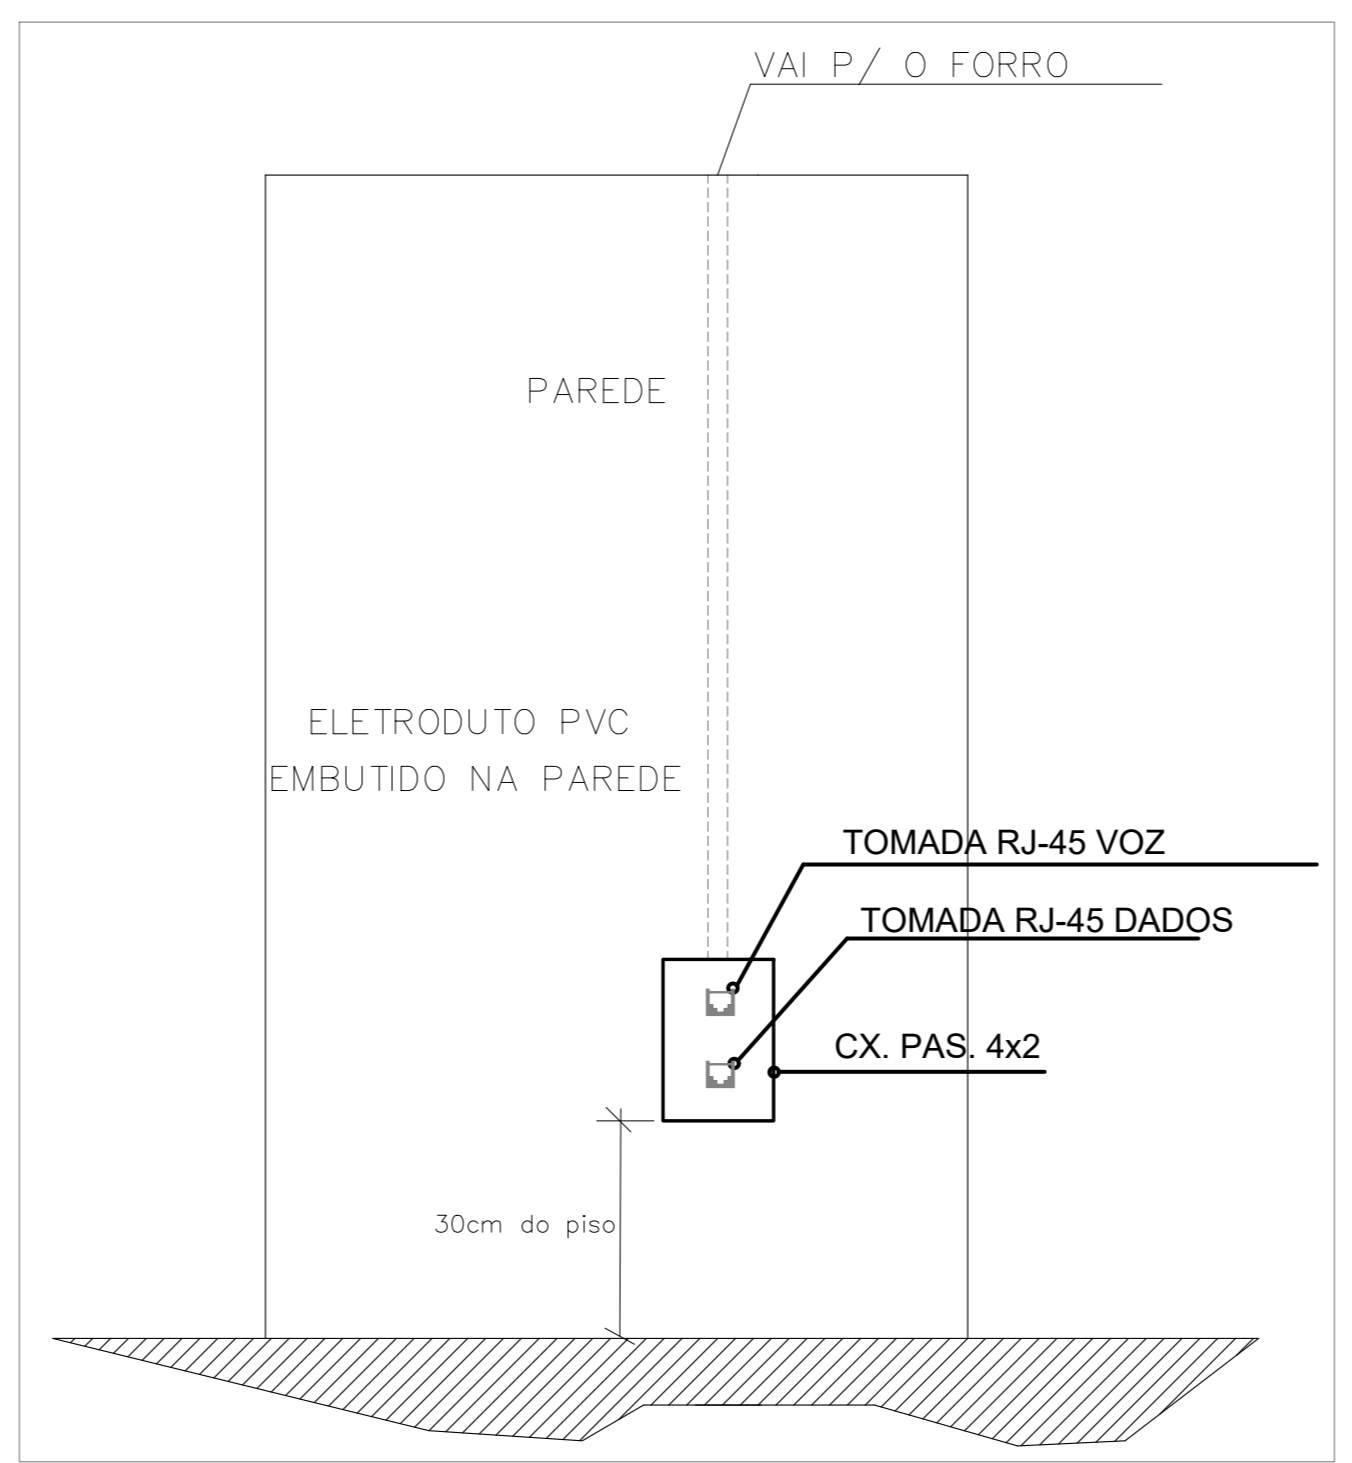 VAI P/ O FORRO
PAREDE
ELETRODUTO PVC
EMBUTIDO NA PAREDE
TOMADA RJ-45 VOZ
TOMADA RJ-45 DADOS
CX. PAS. 4x2
30cm do piso